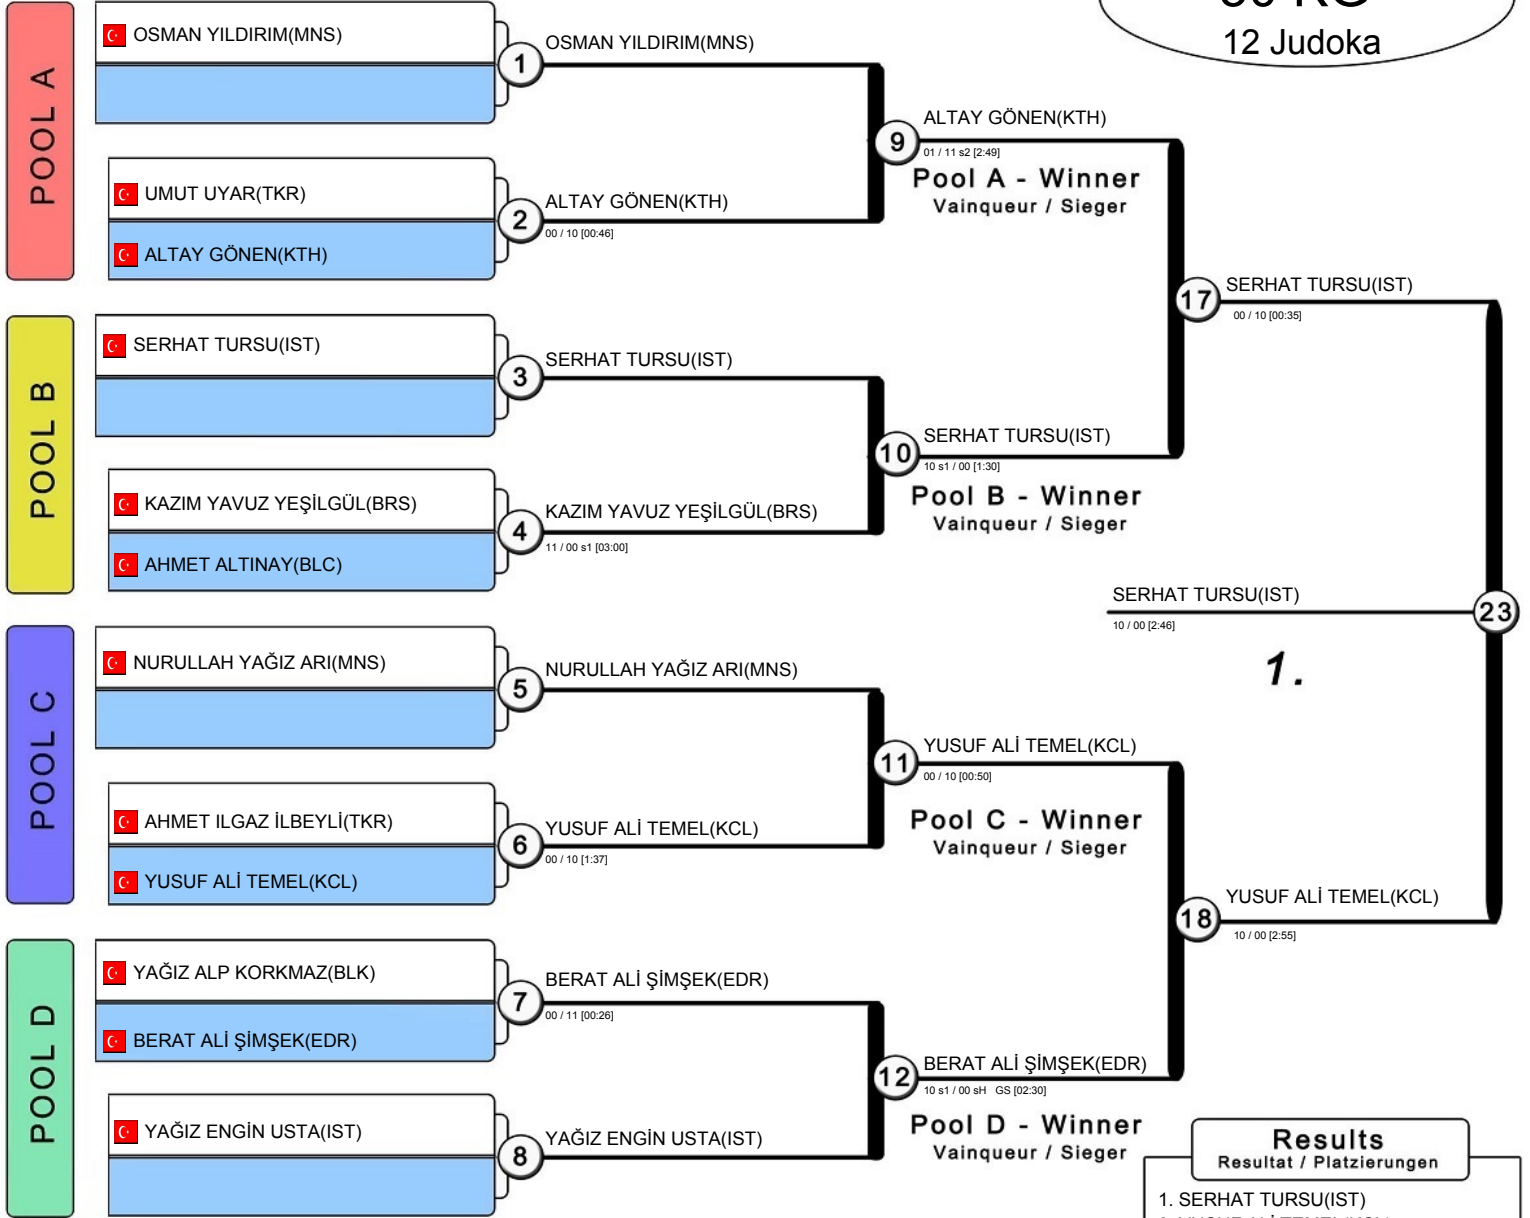 KG
12 Judoka
POOL A
OSMAN YILDIRIM(MNS)
1
OSMAN YILDIRIM(MNS)
UMUT UYAR(TKR)
ALTAY GÖNEN(KTH)
2
ALTAY GÖNEN(KTH)
00 / 10 [00:46]
9
ALTAY GÖNEN(KTH)
01 / 11 s2 [2:49]
Pool A - Winner
Vainqueur / Sieger
POOL B
SERHAT TURSU(IST)
3
SERHAT TURSU(IST)
KAZIM YAVUZ YEŞİLGÜL(BRS)
AHMET ALTINAY(BLC)
4
KAZIM YAVUZ YEŞİLGÜL(BRS)
11 / 00 s1 [03:00]
10
SERHAT TURSU(IST)
10 s1 / 00 [1:30]
Pool B - Winner
Vainqueur / Sieger
17
SERHAT TURSU(IST)
00 / 10 [00:35]
SERHAT TURSU(IST)
10 / 00 [2:46]
23
1.
POOL C
NURULLAH YAĞIZ ARI(MNS)
5
NURULLAH YAĞIZ ARI(MNS)
AHMET ILGAZ İLBEYLİ(TKR)
YUSUF ALİ TEMEL(KCL)
6
YUSUF ALİ TEMEL(KCL)
00 / 10 [1:37]
11
YUSUF ALİ TEMEL(KCL)
00 / 10 [00:50]
Pool C - Winner
Vainqueur / Sieger
18
YUSUF ALİ TEMEL(KCL)
10 / 00 [2:55]
POOL D
YAĞIZ ALP KORKMAZ(BLK)
BERAT ALİ ŞİMŞEK(EDR)
7
BERAT ALİ ŞİMŞEK(EDR)
00 / 11 [00:26]
YAĞIZ ENGİN USTA(IST)
8
YAĞIZ ENGİN USTA(IST)
12
BERAT ALİ ŞİMŞEK(EDR)
10 s1 / 00 sH GS [02:30]
Pool D - Winner
Vainqueur / Sieger
Results
Resultat / Platzierungen
1. SERHAT TURSU(IST)